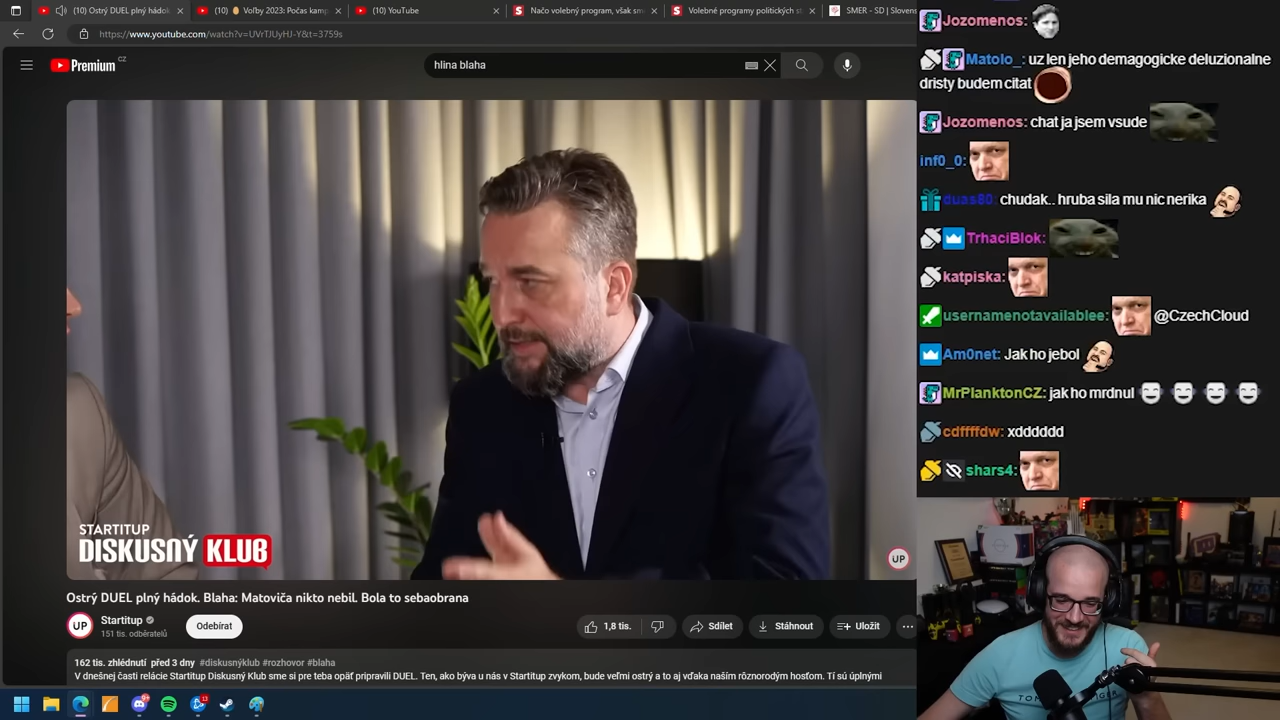 (10) Ostrý DUEL plný hádok
(10) 🥚 Voľby 2023: Počas kamp
(10) YouTube
Načo volebný program, však sm
Volebné programy politických st
SMER - SD | Slovens
https://www.youtube.com/watch?v=UVrTJUyHJ-Y&t=3759s
Premium CZ
hlina blaha
STARTITUP
DISKUSNÝ KLUB
UP
Ostrý DUEL plný hádok. Blaha: Matoviča nikto nebil. Bola to sebaobrana
UP
Startitup
151 tis. odběratelů
Odebírat
1,8 tis.
Sdílet
Stáhnout
Uložit
162 tis. zhlédnutí před 3 dny #diskusnýklub #rozhovor #blaha
V dnešnej časti relácie Startitup Diskusný Klub sme si pre teba opäť pripravili DUEL. Ten, ako býva u nás v Startitup zvykom, bude veľmi ostrý a to aj vďaka našim rôznorodým hosťom. Tí sú úplnými
Jozomenos:
Matolo_: uz len jeho demagogicke deluzionalne
dristy budem citat
Jozomenos: chat ja jsem vsude
inf0_0:
duas80: chudak.. hruba sila mu nic nerika
TrhaciBlok:
katpiska:
usernamenotavailablee: @CzechCloud
Am0net: Jak ho jebol
MrPlanktonCZ: jak ho mrdnul
cdffffdw: xdddddd
shars4: